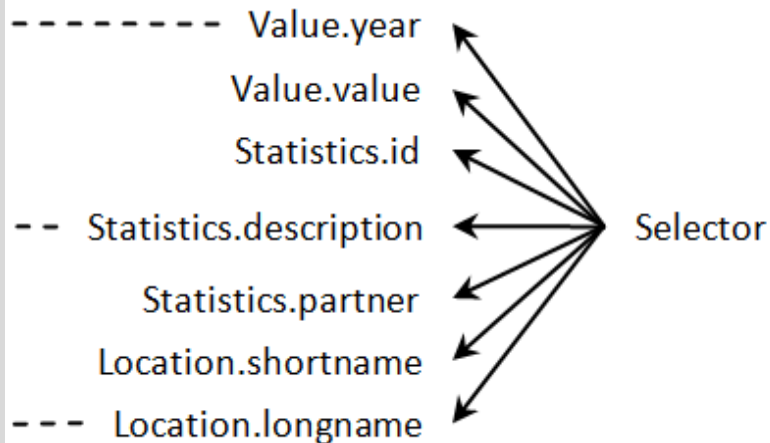 Value.year
Value.value
Statistics.id
Statistics.description
Selector
Statistics.partner
Location.shortname
Location.longname